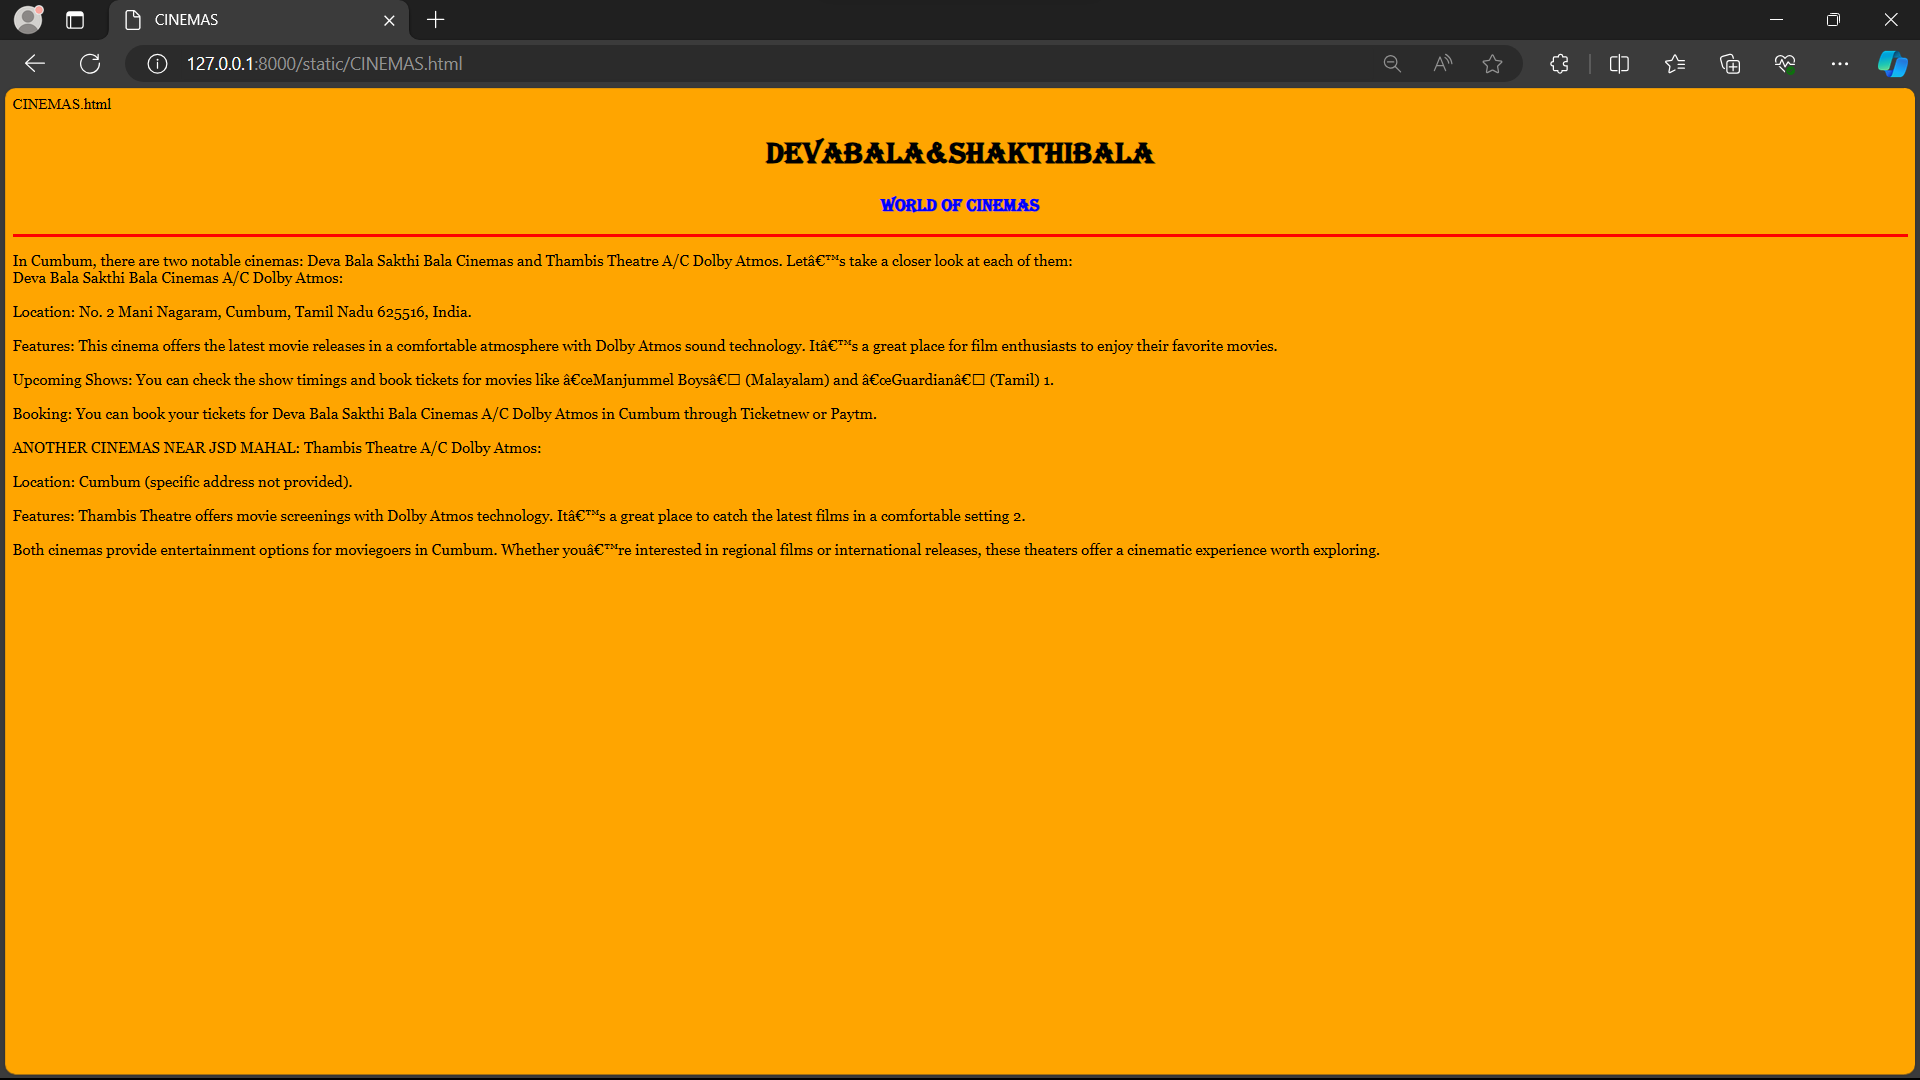 CINEMAS
127.0.0.1:8000/static/CINEMAS.html
CINEMAS.html
DEVABALA&SHAKTHIBALA
WORLD OF CINEMAS
In Cumbum, there are two notable cinemas: Deva Bala Sakthi Bala Cinemas and Thambis Theatre A/C Dolby Atmos. Letâ€™s take a closer look at each of them:
Deva Bala Sakthi Bala Cinemas A/C Dolby Atmos:
Location: No. 2 Mani Nagaram, Cumbum, Tamil Nadu 625516, India.
Features: This cinema offers the latest movie releases in a comfortable atmosphere with Dolby Atmos sound technology. Itâ€™s a great place for film enthusiasts to enjoy their favorite movies.
Upcoming Shows: You can check the show timings and book tickets for movies like â€œManjummel Boysâ€□ (Malayalam) and â€œGuardianâ€□ (Tamil) 1.
Booking: You can book your tickets for Deva Bala Sakthi Bala Cinemas A/C Dolby Atmos in Cumbum through Ticketnew or Paytm.
ANOTHER CINEMAS NEAR JSD MAHAL: Thambis Theatre A/C Dolby Atmos:
Location: Cumbum (specific address not provided).
Features: Thambis Theatre offers movie screenings with Dolby Atmos technology. Itâ€™s a great place to catch the latest films in a comfortable setting 2.
Both cinemas provide entertainment options for moviegoers in Cumbum. Whether youâ€™re interested in regional films or international releases, these theaters offer a cinematic experience worth exploring.